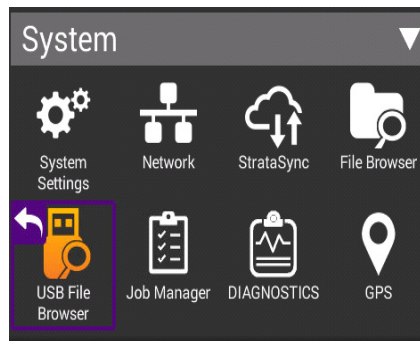 System
System
Settings
Network
StrataSync
File Browser
USB File
Browser
Job Manager
DIAGNOSTICS
GPS